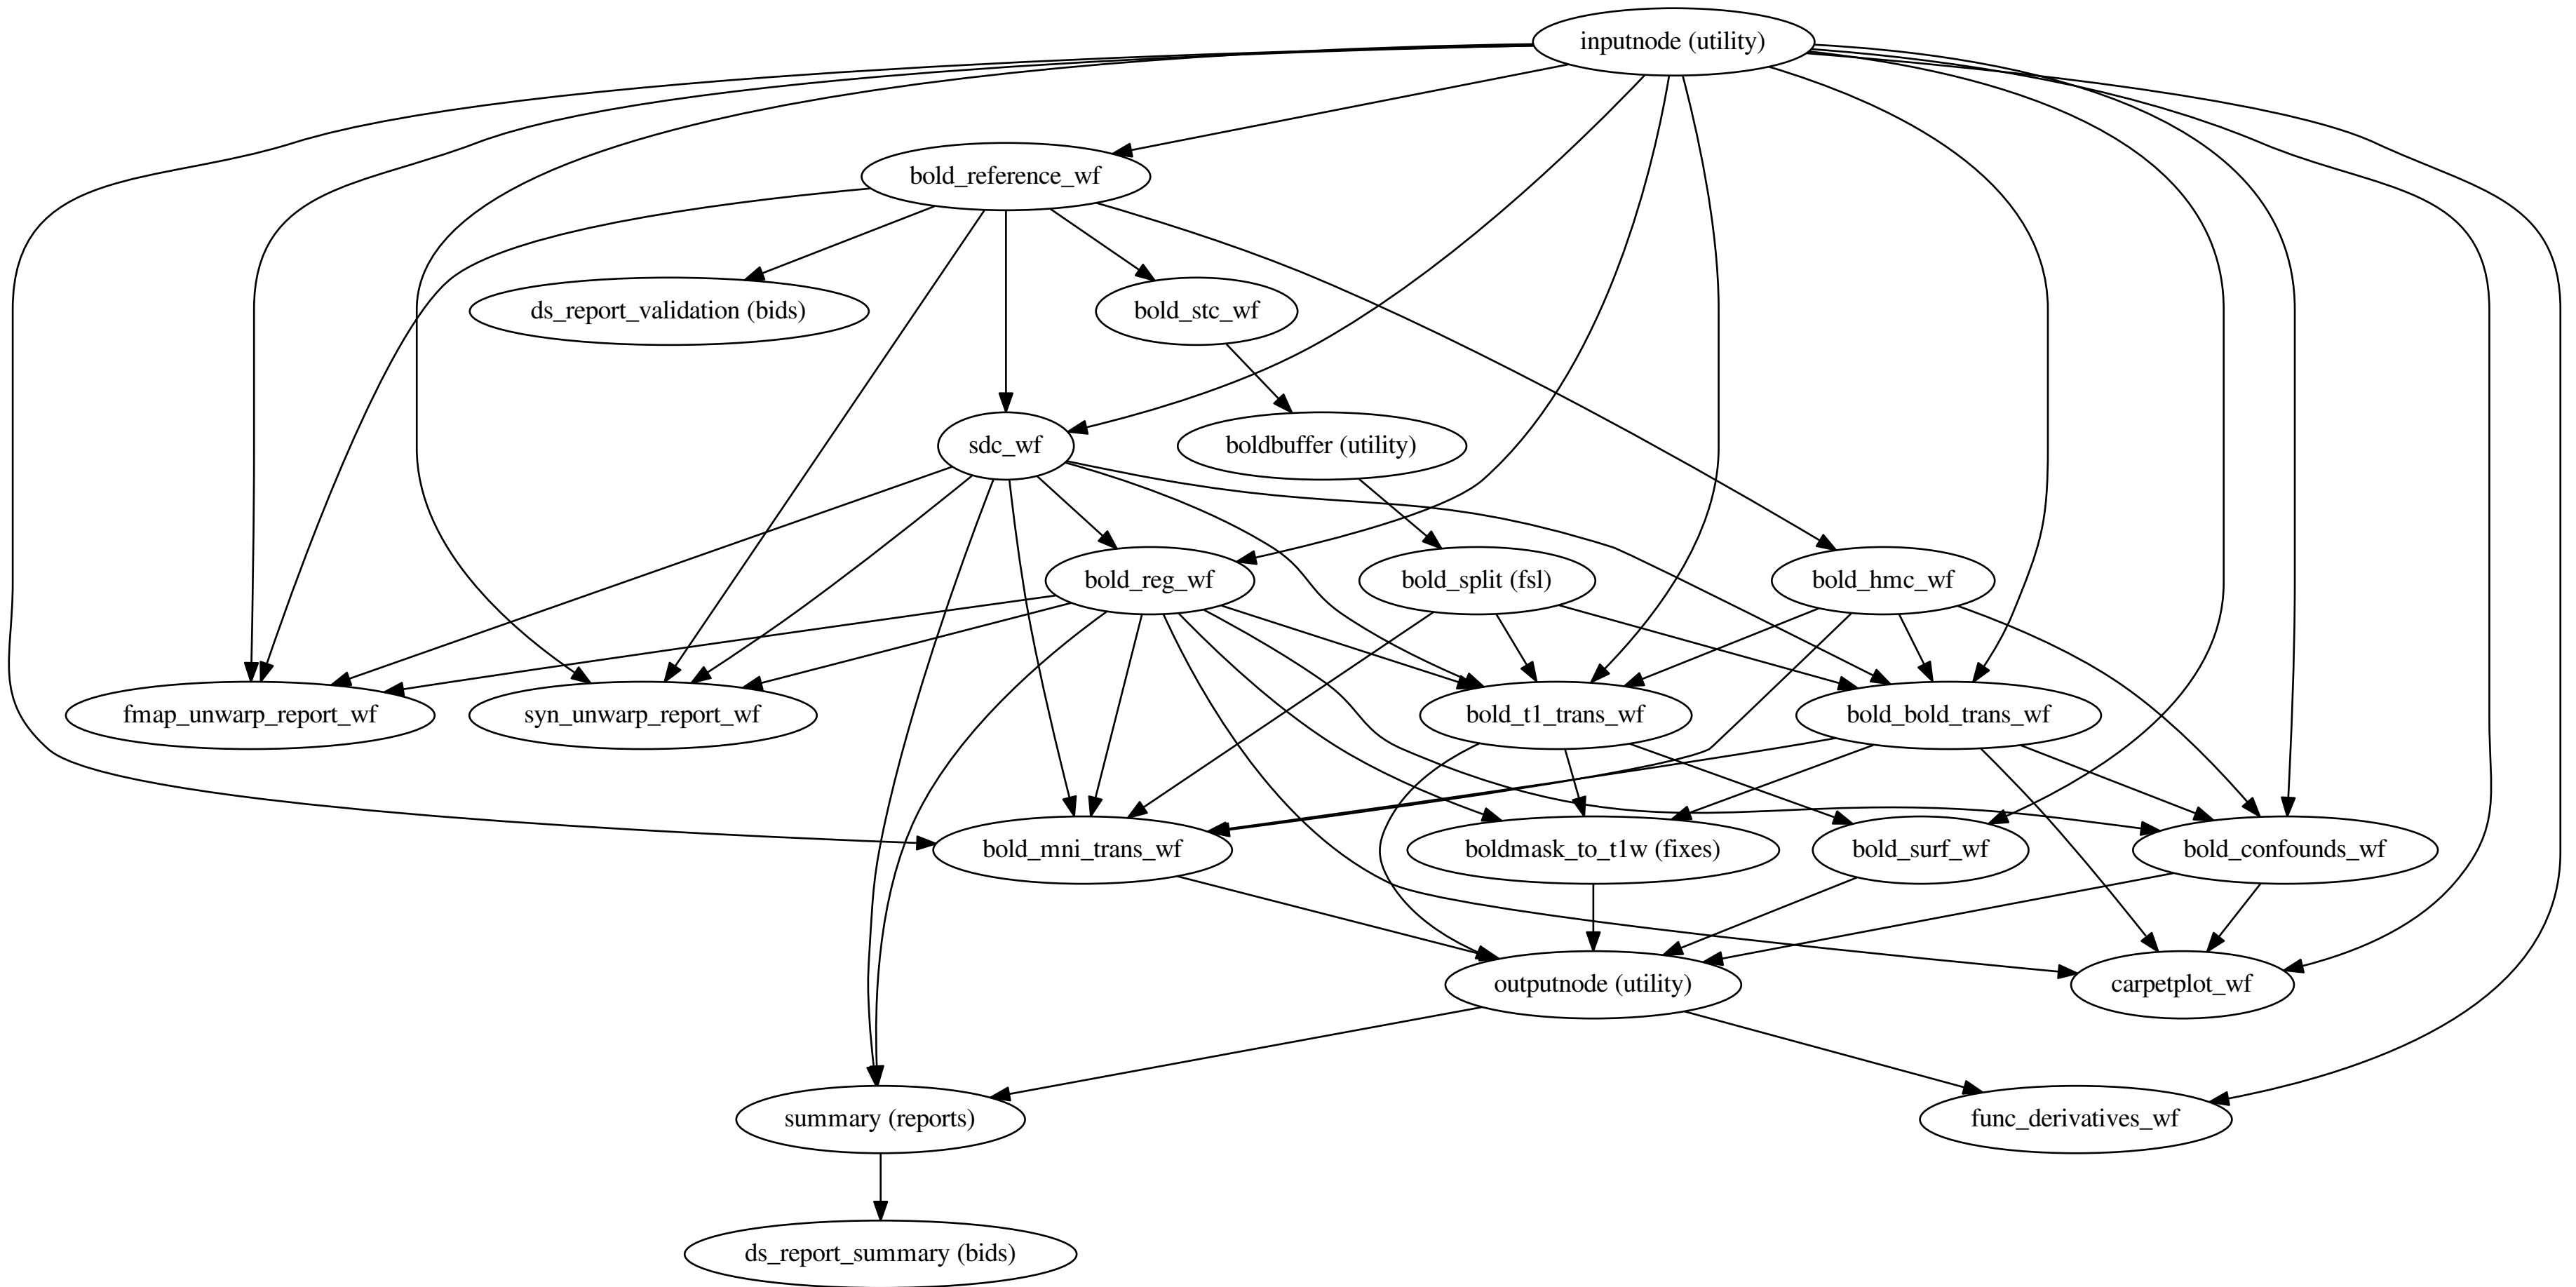 inputnode (utility)
bold_reference_wf
ds_report_validation (bids)
bold_stc_wf
sdc_wf
boldbuffer (utility)
bold_reg_wf
bold_split (fsl)
bold_hmc_wf
fmap_unwarp_report_wf
syn_unwarp_report_wf
bold_t1_trans_wf
bold_bold_trans_wf
bold_mni_trans_wf
boldmask_to_t1w (fixes)
bold_surf_wf
bold_confounds_wf
outputnode (utility)
carpetplot_wf
summary (reports)
func_derivatives_wf
ds_report_summary (bids)